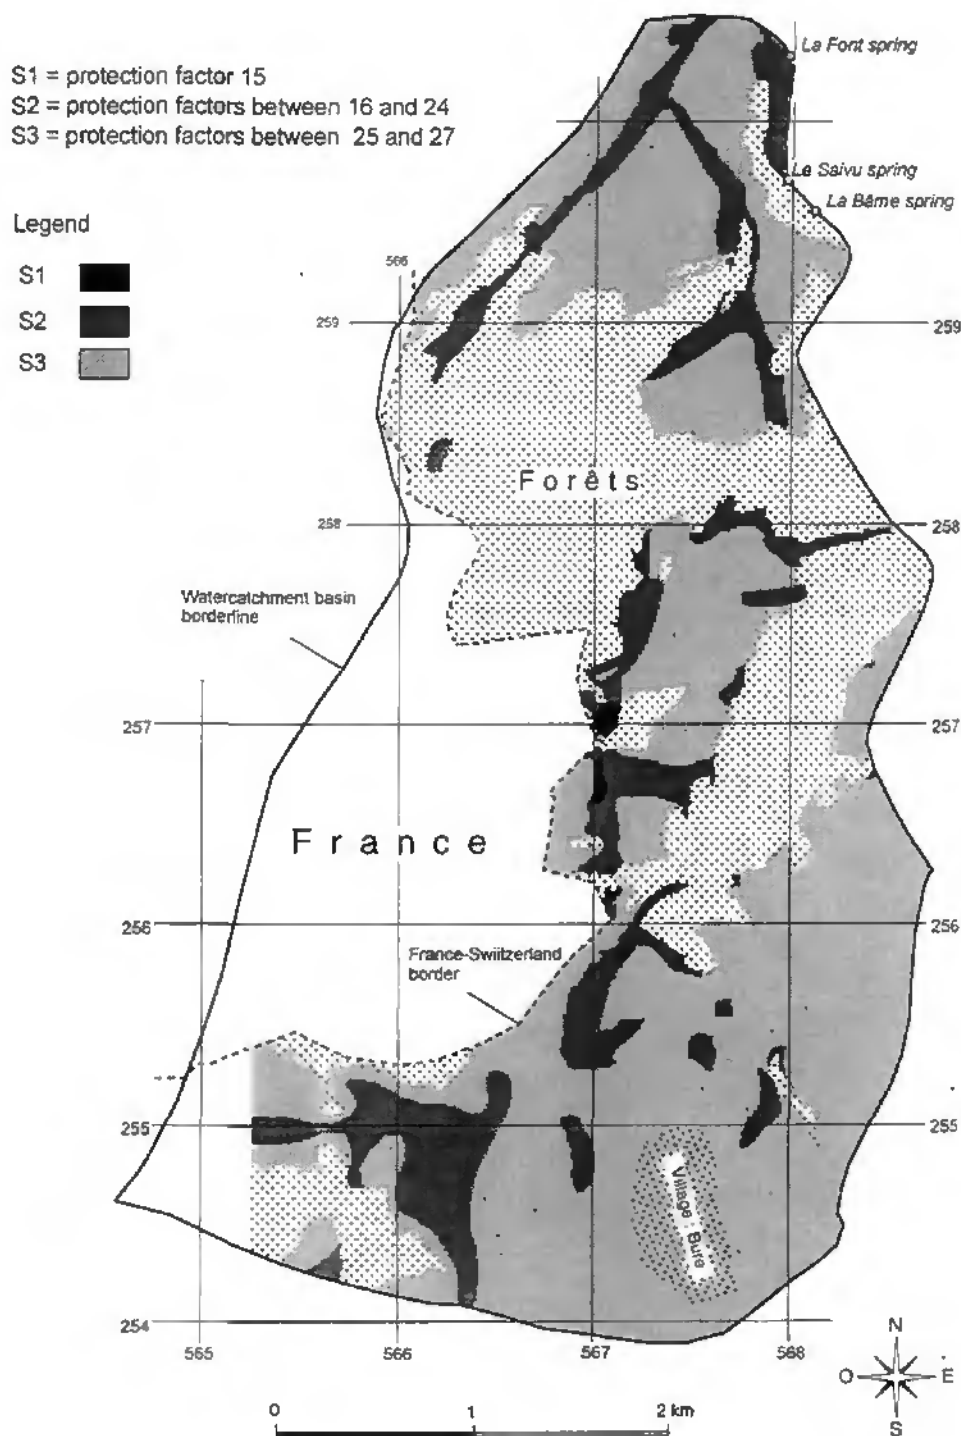 La Font spring
S1 = protection factor 15
S2 = protection factors between 16 and 24
S3 = protection factors between 25 and 27
Le Saivu spring
La Bâme spring
Legend
S1
S2
S3
566
259
259
Forêts
258
258
Watercatchment basin
borderline
257
257
France
256
256
France-Swiitzerland
border
255
255
Village : Bure
254
565
566
567
568
N
O
E
S
0
1
2 km